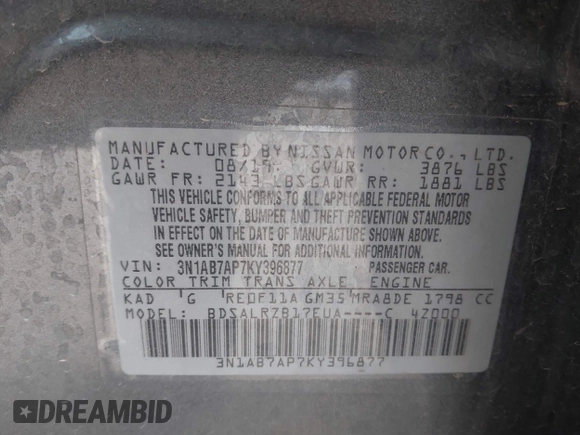 MANUFACTURED BY NISSAN MOTOR CO., LTD.
DATE: 08/19 GVWR: 3876 LBS
GAWR FR: 2143 LBS GAWR RR: 1881 LBS
THIS VEHICLE CONFORMS TO ALL APPLICABLE FEDERAL MOTOR
VEHICLE SAFETY, BUMPER AND THEFT PREVENTION STANDARDS
IN EFFECT ON THE DATE OF MANUFACTURE SHOWN ABOVE.
SEE OWNER'S MANUAL FOR ADDITIONAL INFORMATION.
VIN: 3N1AB7AP7KY396877 PASSENGER CAR.
COLOR TRIM TRANS AXLE ENGINE
KAD G RE0F11A GM35 MRA8DE 1798 CC
MODEL: BDSALRZB17EUA----C 4Z000
3N1AB7AP7KY396877
DREAMBID